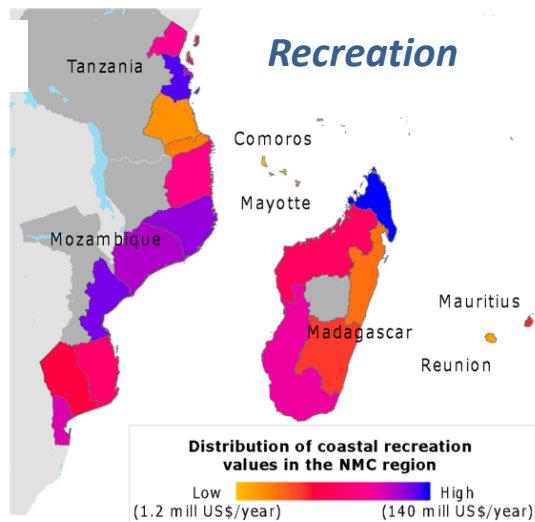 Recreation
Tanzania
Comoros
Mayotte
Mozambique
Mauritius
Madagascar
Reunion
Distribution of coastal recreation
values in the NMC region
Low High
(1.2 mill US$/year) (140 mill US$/year)